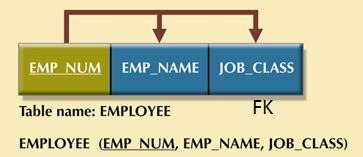 EMP_NUM EMP_NAME JOB_CLASS
Table name: EMPLOYEE FK
EMPLOYEE (EMP_NUM, EMP_NAME, JOB_CLASS)